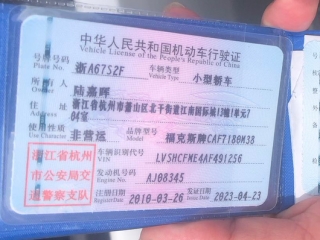 中华人民共和国机动车行驶证
Vehicle License of the People's Republic of China
号牌号码 浙A67S2F 车辆类型 小型轿车
Plate No. Vehicle Type
所有人 陆嘉晖
Owner
住址 浙江省杭州市萧山区北干街道江南国际城13幢1单元7
Address 04室
使用性质 非营运 品牌型号 福克斯牌CAF7180M38
Use Character Model
浙江省杭州
市公安局交
通警察支队
车辆识别代号 LVSHCFME4AF491256
VIN
发动机号码 AJ08345
Engine No.
注册日期 2010-03-26 发证日期 2023-04-23
Register Date Issue Date